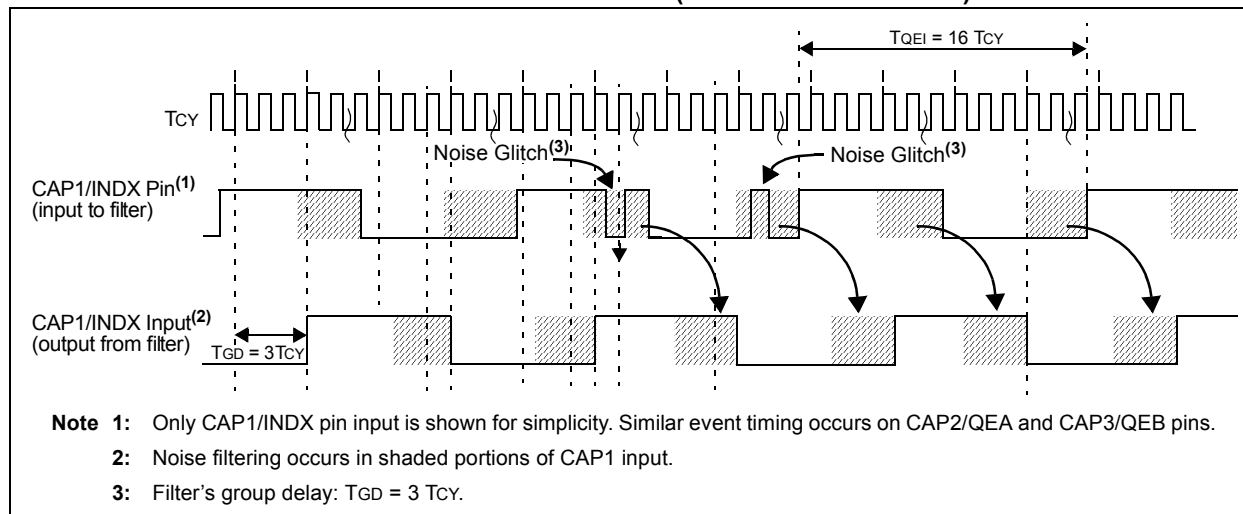 TQEI = 16 TCY
TCY
Noise Glitch(3)
Noise Glitch(3)
CAP1/INDX Pin(1)
(input to filter)
CAP1/INDX Input(2)
(output from filter)
TGD = 3TCY
Note 1: Only CAP1/INDX pin input is shown for simplicity. Similar event timing occurs on CAP2/QEA and CAP3/QEB pins.
2: Noise filtering occurs in shaded portions of CAP1 input.
3: Filter's group delay: TGD = 3 TCY.